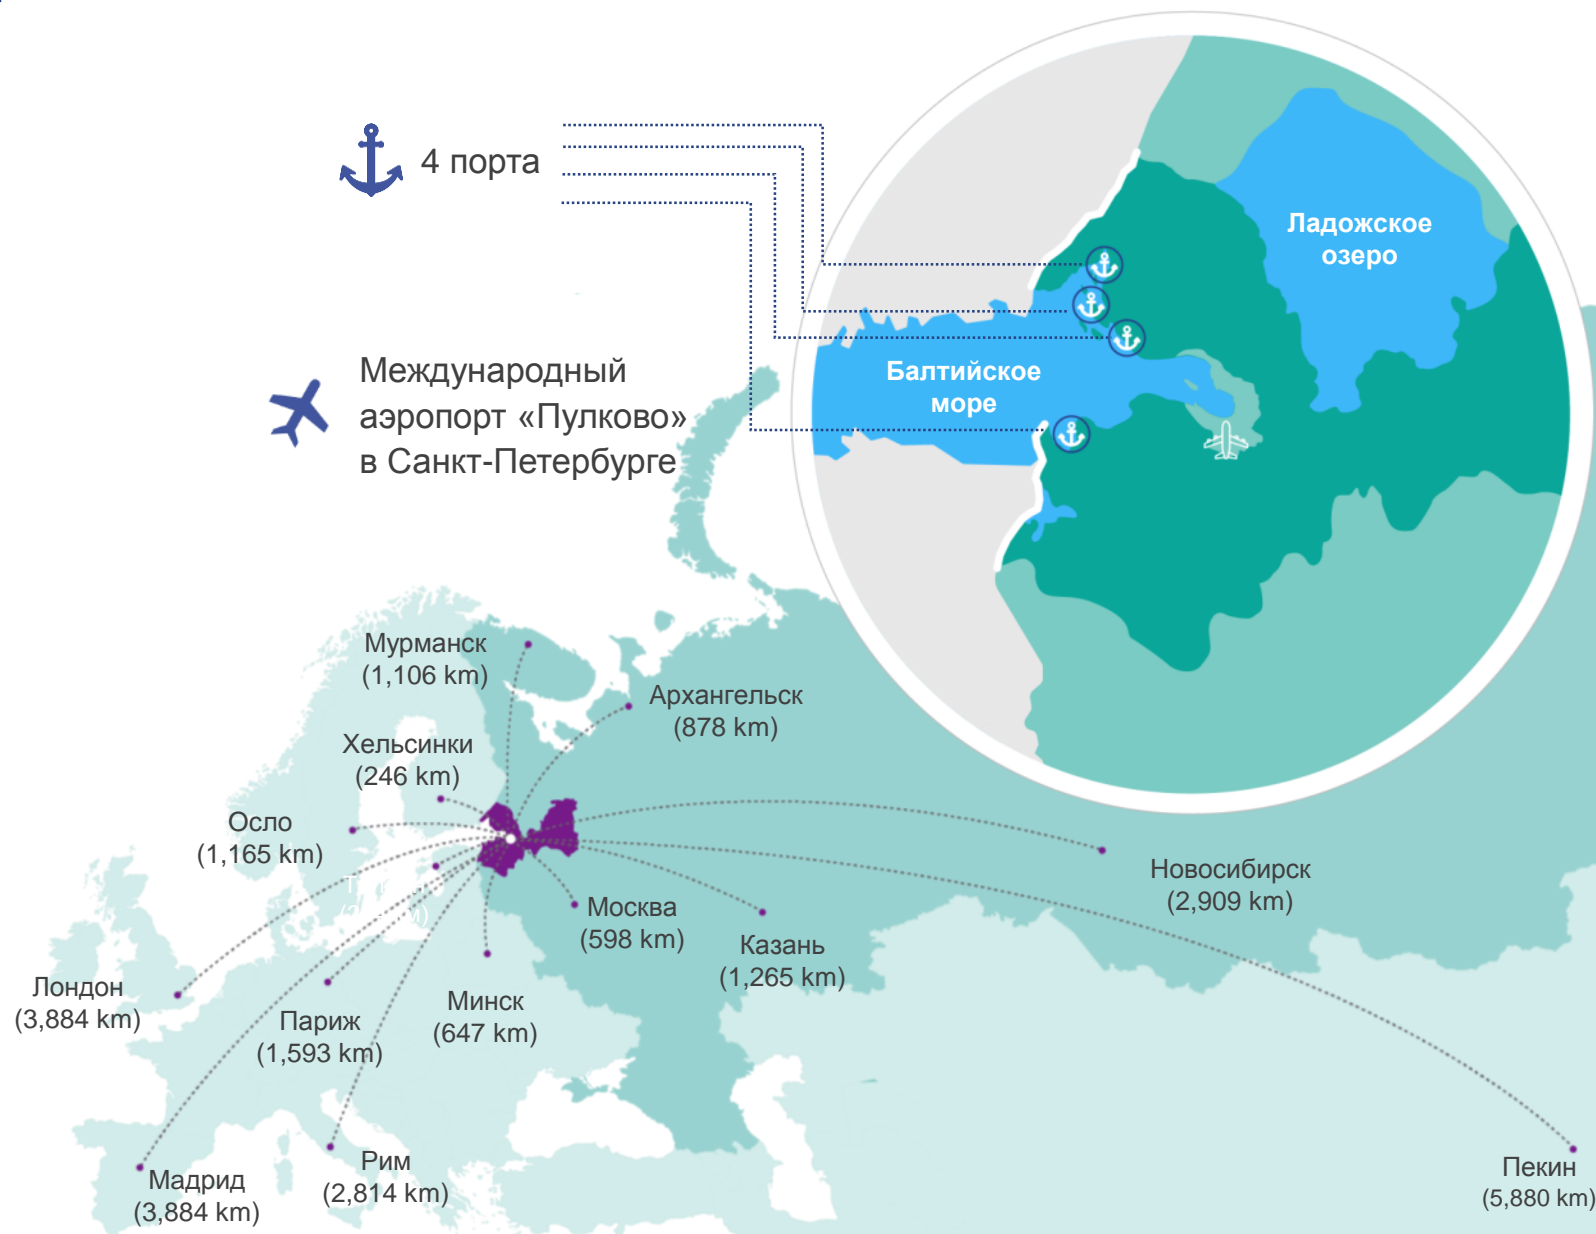 4 порта
Ладожское
озеро
Международный
аэропорт «Пулково»
в Санкт-Петербурге
Балтийское
море
Мурманск
(1,106 km)
Архангельск
(878 km)
Хельсинки
(246 km)
Осло
(1,165 km)
Москва
(598 km)
Новосибирск
(2,909 km)
Казань
(1,265 km)
Лондон
(3,884 km)
Париж
(1,593 km)
Минск
(647 km)
Мадрид
(3,884 km)
Рим
(2,814 km)
Пекин
(5,880 km)